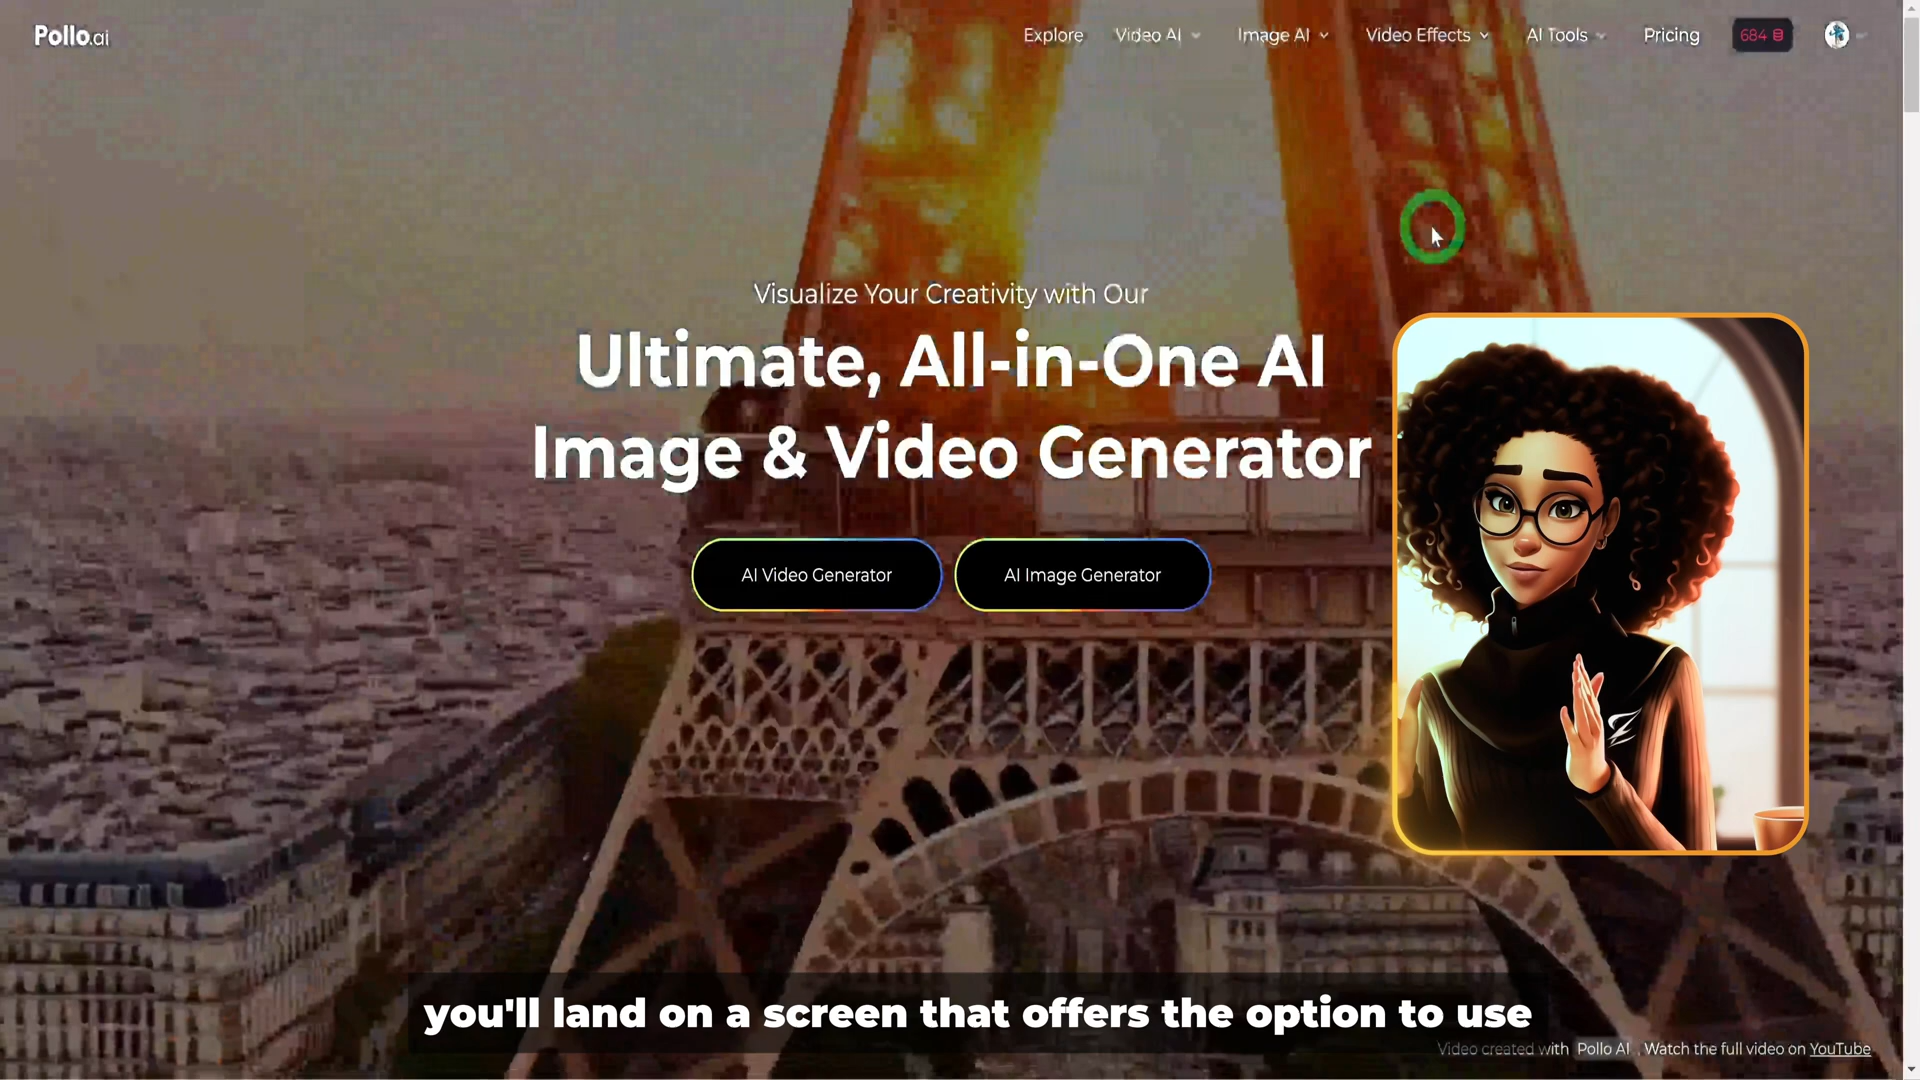 Pollo.ai
Explore Video AI Image AI Video Effects AI Tools Pricing 684
Visualize Your Creativity with Our
Ultimate, All-in-One AI
Image & Video Generator
AI Video Generator AI Image Generator
you'll land on a screen that offers the option to use
Video created with Pollo AI . Watch the full video on YouTube